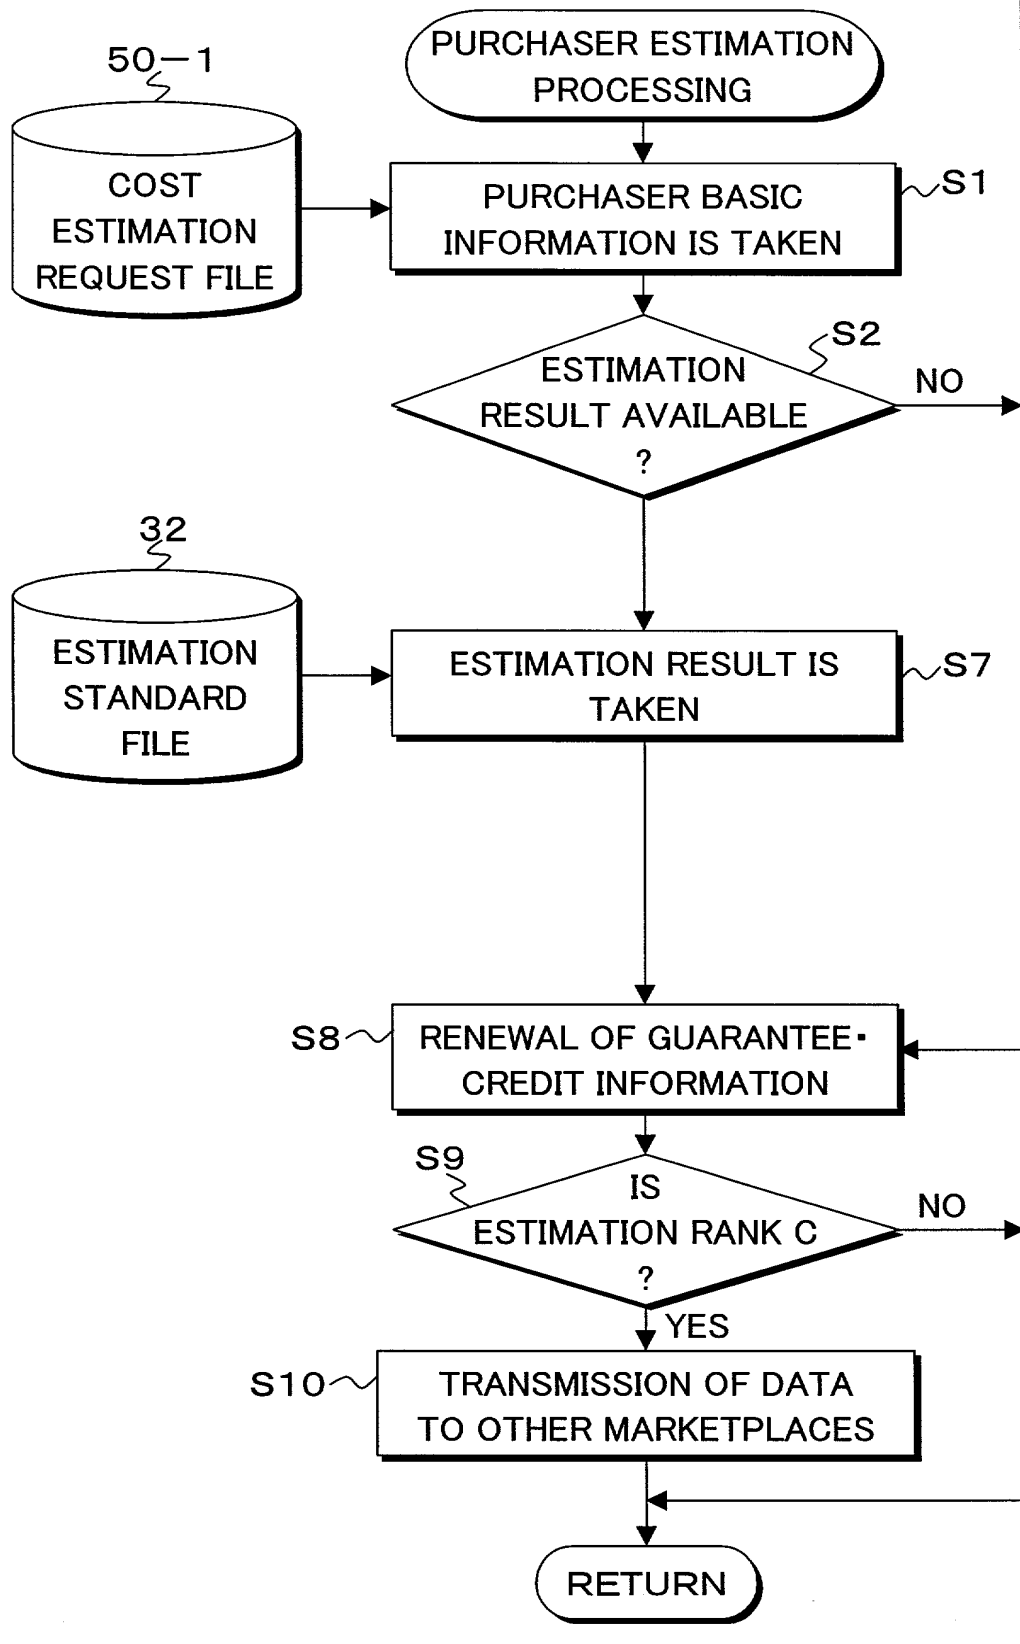 PURCHASER ESTIMATION
PROCESSING
50-1
COST
ESTIMATION
REQUEST FILE
PURCHASER BASIC
INFORMATION IS TAKEN
S1
S2
ESTIMATION
RESULT AVAILABLE
?
NO
32
ESTIMATION
STANDARD
FILE
ESTIMATION RESULT IS
TAKEN
S7
S8
RENEWAL OF GUARANTEE·
CREDIT INFORMATION
S9
IS
ESTIMATION RANK C
?
NO
YES
S10
TRANSMISSION OF DATA
TO OTHER MARKETPLACES
RETURN